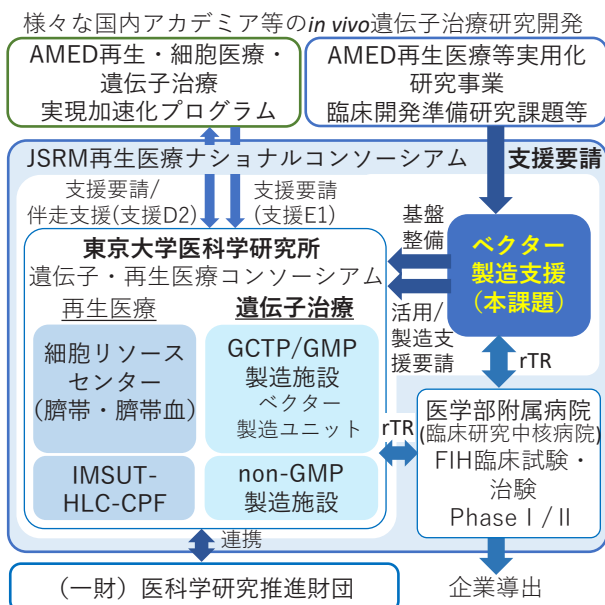 様々な国内アカデミア等のin vivo遺伝子治療研究開発
AMED再生・細胞医療・
遺伝子治療
実現加速化プログラム
AMED再生医療等実用化
研究事業
臨床開発準備研究課題等
JSRM再生医療ナショナルコンソーシアム
支援要請
支援要請/
伴走支援(支援D2)
支援要請
(支援E1)
基盤
整備
ベクター
製造支援
(本課題)
東京大学医科学研究所
遺伝子・再生医療コンソーシアム
再生医療
遺伝子治療
活用/
製造支
援要請
細胞リソース
センター
(臍帯・臍帯血)
GCTP/GMP
製造施設
ベクター
製造ユニット
rTR
rTR
医学部附属病院
(臨床研究中核病院)
FIH臨床試験・
治験
Phase I / II
IMSUT-
HLC-CPF
non-GMP
製造施設
連携
(一財)医科学研究推進財団
企業導出